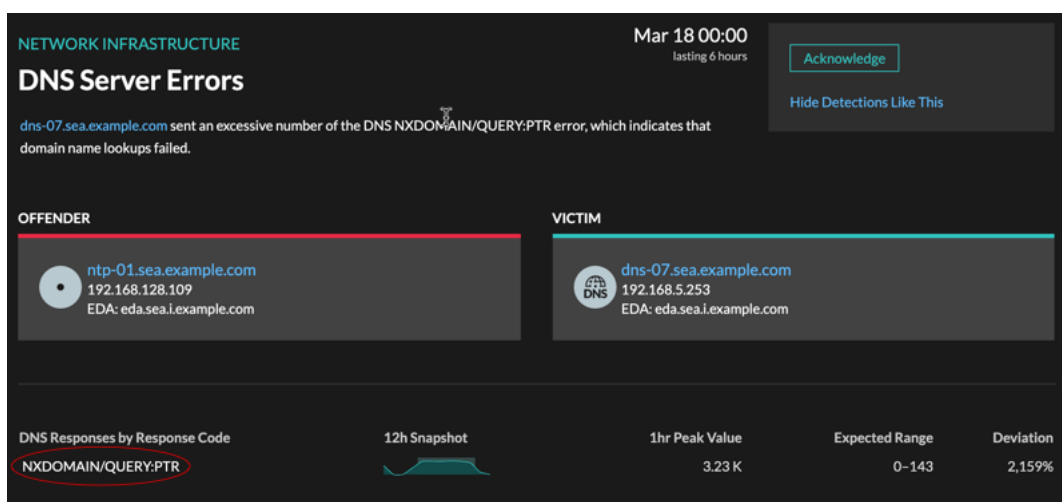 NETWORK INFRASTRUCTURE
DNS Server Errors
Mar 18 00:00
lasting 6 hours
Acknowledge
Hide Detections Like This
dns-07.sea.example.com sent an excessive number of the DNS NXDOMAIN/QUERY:PTR error, which indicates that
domain name lookups failed.
OFFENDER
ntp-01.sea.example.com
192.168.128.109
EDA: eda.sea.i.example.com
VICTIM
DNS
dns-07.sea.example.com
192.168.5.253
EDA: eda.sea.i.example.com
DNS Responses by Response Code 12h Snapshot 1hr Peak Value Expected Range Deviation
NXDOMAIN/QUERY:PTR 3.23 K 0–143 2,159%